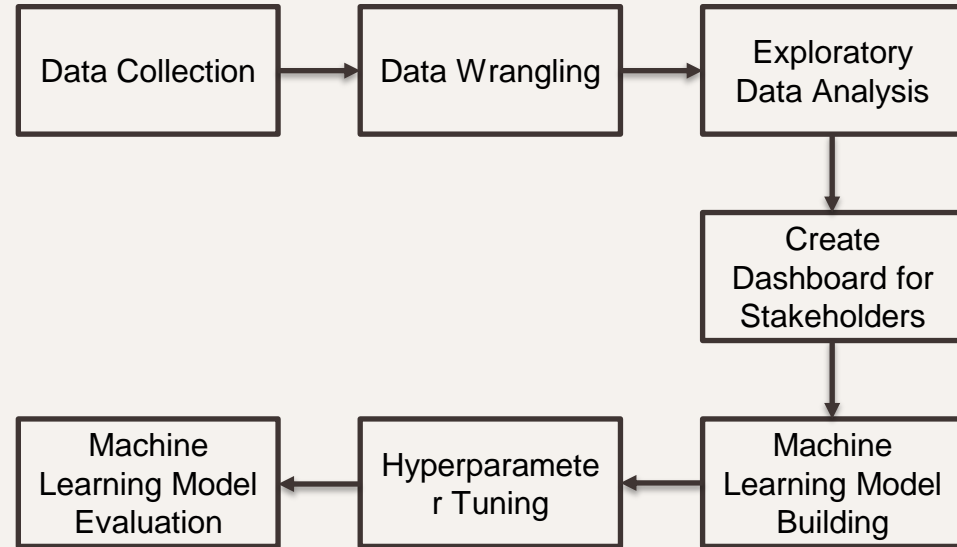 Data Collection
Data Wrangling
Exploratory
Data Analysis
Create
Dashboard for
Stakeholders
Machine
Learning Model
Building
Hyperparamete
r Tuning
Machine
Learning Model
Evaluation